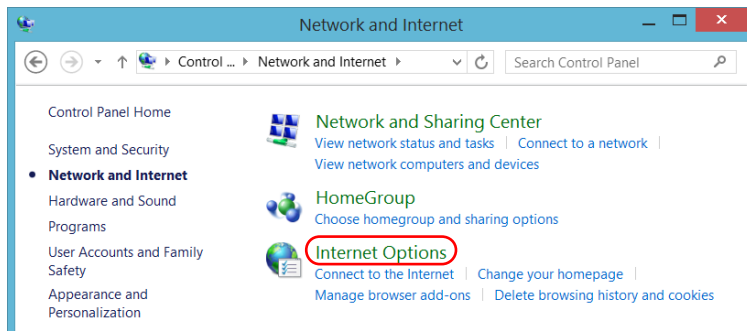 Network and Internet
Control ... Network and Internet
Search Control Panel
Control Panel Home
System and Security
Network and Internet
Hardware and Sound
Programs
User Accounts and Family
Safety
Appearance and
Personalization
Network and Sharing Center
View network status and tasks
Connect to a network
View network computers and devices
HomeGroup
Choose homegroup and sharing options
Internet Options
Connect to the Internet
Change your homepage
Manage browser add-ons
Delete browsing history and cookies